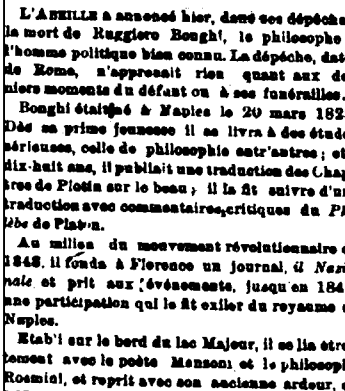 L'ABEILLE a annoncé hier, dans ses dépêche
la mort de Ruggiero Bonghi, le philosophe
l'homme politique bien connu. La dépêche, dat
de Rome, n'apprenait rien quant aux de
niers moments du défunt ou à ses funérailles.
Bonghi était né à Naples le 20 mars 182
Dès sa prime jeunesse il se livra à des étude
sérieuses, celle de philosophie entr'autres ; et
dix-huit ans, il publiait une traduction des Chap
tres de Plotin sur le beau ; il la fit suivre d'un
traduction avec commentaires critiques du Ph
lèbe de Platon.
Au milieu du mouvement révolutionnaire d
1848, il fonda à Florence un journal, il Nazi
nale et prit aux événements, jusqu'en 184
une participation qui le fit exiler du royaume d
Naples.
Etab'i sur le bord du lac Majeur, il se lia étro
tement avec le poète Manzoni et le philosoph
Rosmini, et reprit avec son ancienne ardeur,